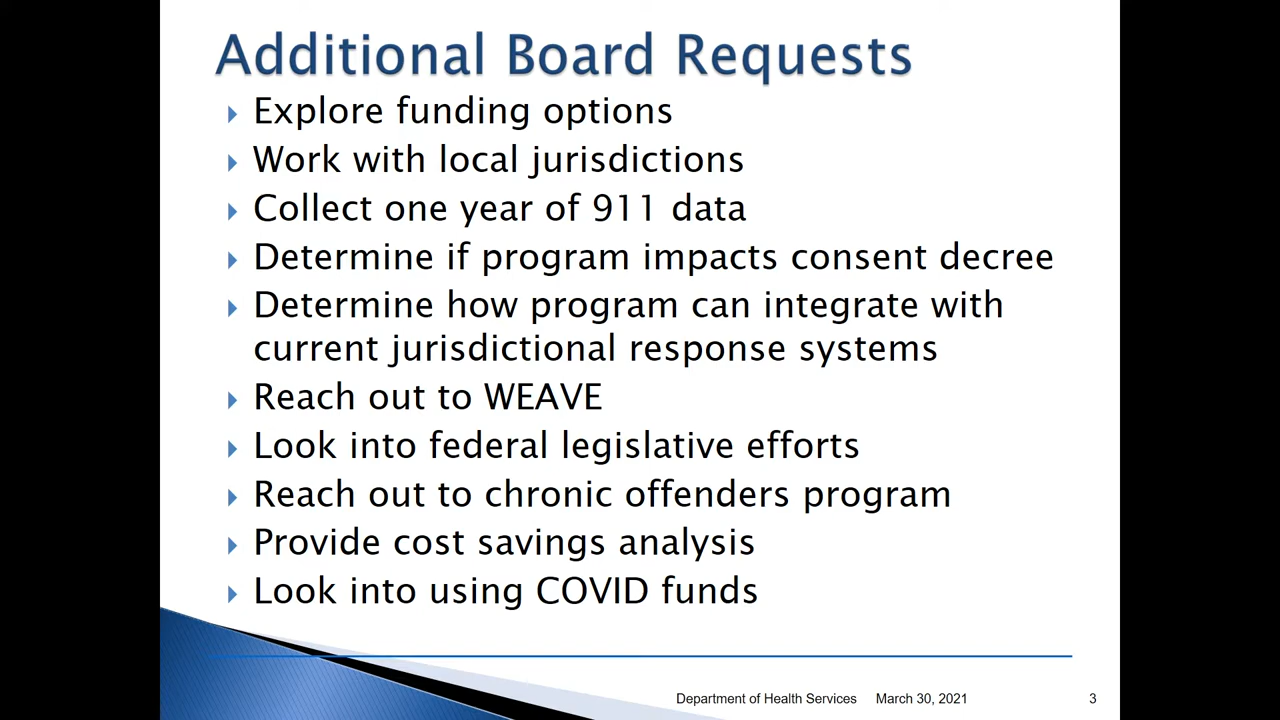 Additional Board Requests
Explore funding options
Work with local jurisdictions
Collect one year of 911 data
Determine if program impacts consent decree
Determine how program can integrate with
current jurisdictional response systems
Reach out to WEAVE
Look into federal legislative efforts
Reach out to chronic offenders program
Provide cost savings analysis
Look into using COVID funds
Department of Health Services March 30, 2021 3